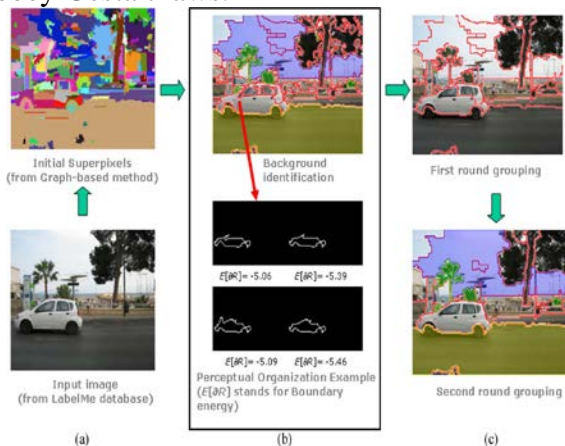 Initial Superpixels
(from Graph-based method)
Input image
(from LabelMe database)
(a)
Background
identification
E[∂R]= -5.06
E[∂R]= -5.39
E[∂R]= -5.09
E[∂R]= -5.46
Perceptual Organization Example
(E[∂R] stands for Boundary
energy)
(b)
First round grouping
Second round grouping
(c)